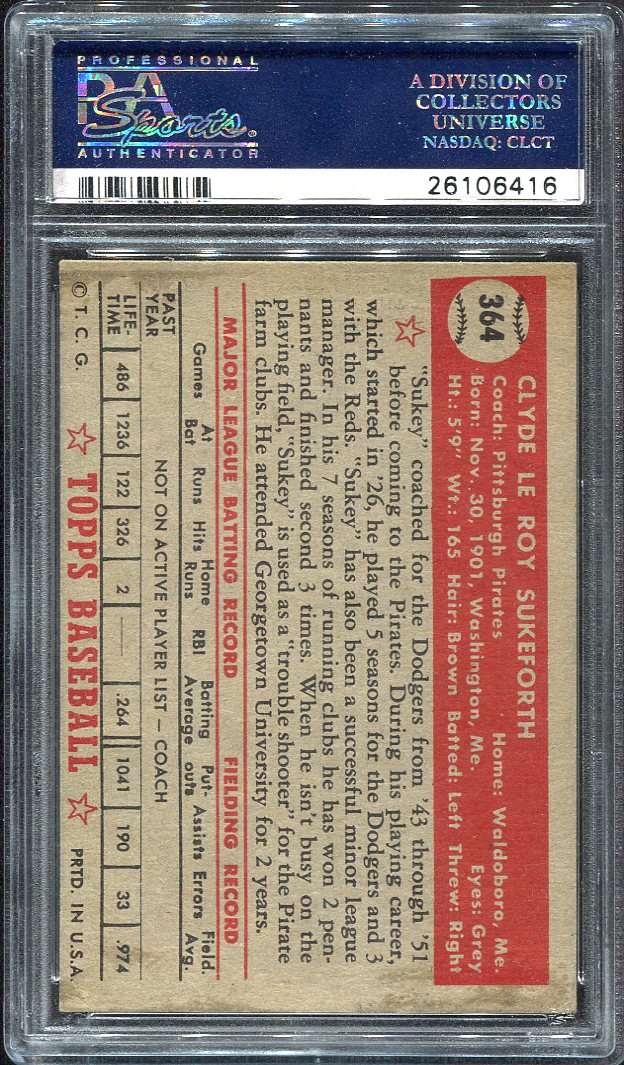 PROFESSIONAL
PSA
Sports®
AUTHENTICATOR
A DIVISION OF
COLLECTORS
UNIVERSE
NASDAQ: CLCT
26106416
364
CLYDE LE ROY SUKEFORTH
Coach: Pittsburgh Pirates Home: Waldoboro, Me.
Born: Nov. 30, 1901, Washington, Me. Eyes: Grey
Ht.: 5'9" Wt.: 165 Hair: Brown Batted: Left Threw: Right
"Sukey" coached for the Dodgers from '43 through '51
before coming to the Pirates. During his playing career,
which started in '26, he played 5 seasons for the Dodgers and 3
with the Reds. "Sukey" has also been a successful minor league
manager. In his 7 seasons of running clubs he has won 2 pen-
nants and finished second 3 times. When he isn't busy on the
playing field, "Sukey" is used as a "trouble shooter" for the Pirate
farm clubs. He attended Georgetown University for 2 years.
MAJOR LEAGUE BATTING RECORD FIELDING RECORD
Games At Bat Runs Hits Home Runs RBI Batting Average Put-outs Assists Errors Field. Avg.
PAST YEAR NOT ON ACTIVE PLAYER LIST — COACH
LIFE-TIME 486 1236 122 326 2 — .264 1041 190 33 .974
© T. C. G. TOPPS BASEBALL PRTD. IN U.S.A.